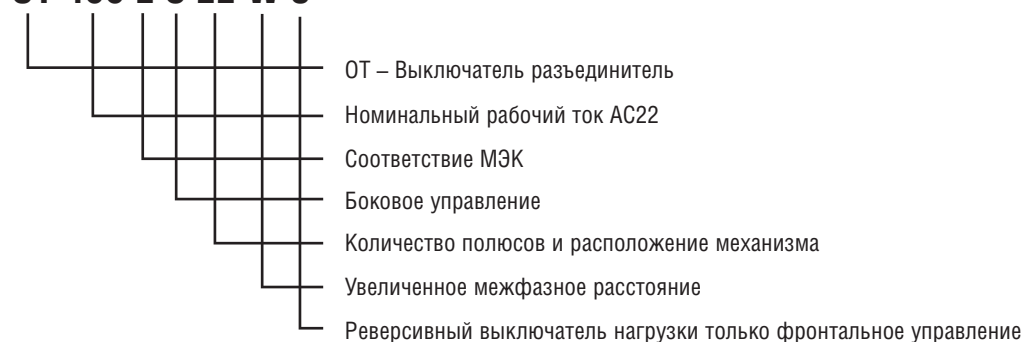 ОТ – Выключатель разъединитель
Номинальный рабочий ток АС22
Соответствие МЭК
Боковое управление
Количество полюсов и расположение механизма
Увеличенное межфазное расстояние
Реверсивный выключатель нагрузки только фронтальное управление